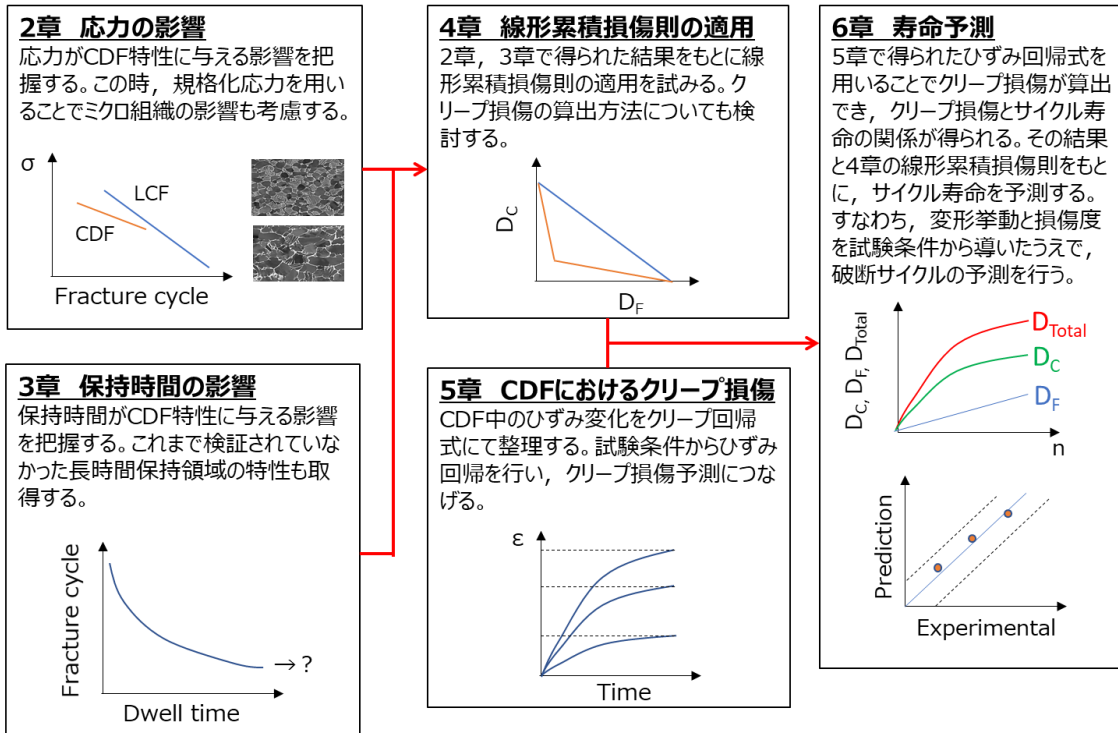 2章 応力の影響
応力がCDF特性に与える影響を把
握する。この時，規格化応力を用い
ることでミクロ組織の影響も考慮する。
σ
LCF
CDF
Fracture cycle
3章 保持時間の影響
保持時間がCDF特性に与える影響
を把握する。これまで検証されていな
かった長時間保持領域の特性も取
得する。
Fracture cycle
→ ?
Dwell time
4章 線形累積損傷則の適用
2章，3章で得られた結果をもとに線
形累積損傷則の適用を試みる。ク
リープ損傷の算出方法についても検
討する。
DC
DF
5章 CDFにおけるクリープ損傷
CDF中のひずみ変化をクリープ回帰
式にて整理する。試験条件からひずみ
回帰を行い，クリープ損傷予測につな
げる。
ε
Time
6章 寿命予測
5章で得られたひずみ回帰式を
用いることでクリープ損傷が算出
でき，クリープ損傷とサイクル寿
命の関係が得られる。その結果
と4章の線形累積損傷則をもと
に，サイクル寿命を予測する。
すなわち，変形挙動と損傷度
を試験条件から導いたうえで，
破断サイクルの予測を行う。
DC, DF, DTotal
DTotal
DC
DF
n
Prediction
Experimental